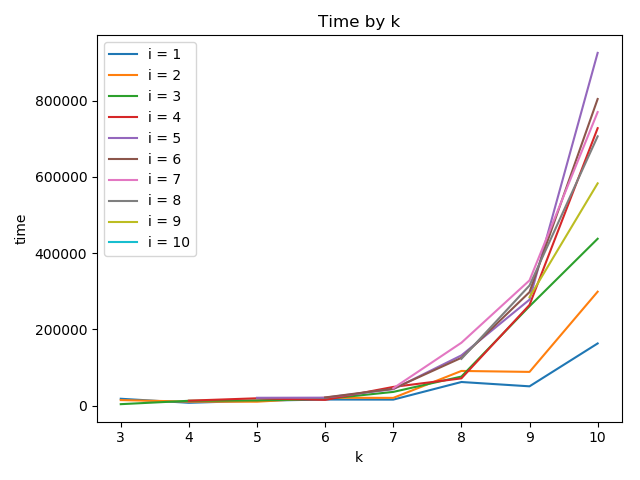 Time by k
i = 1
i = 2
i = 3
i = 4
i = 5
i = 6
i = 7
i = 8
i = 9
i = 10
800000
600000
400000
200000
0
time
3 4 5 6 7 8 9 10
k